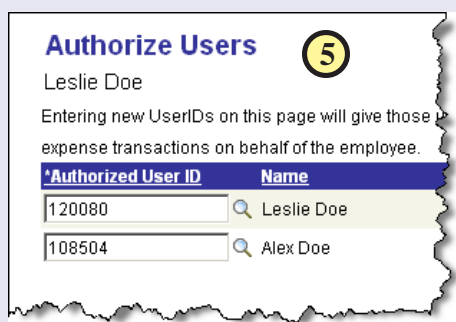 Authorize Users
5
Leslie Doe
Entering new UserIDs on this page will give those
expense transactions on behalf of the employee.
*Authorized User ID Name
120080 Leslie Doe
108504 Alex Doe